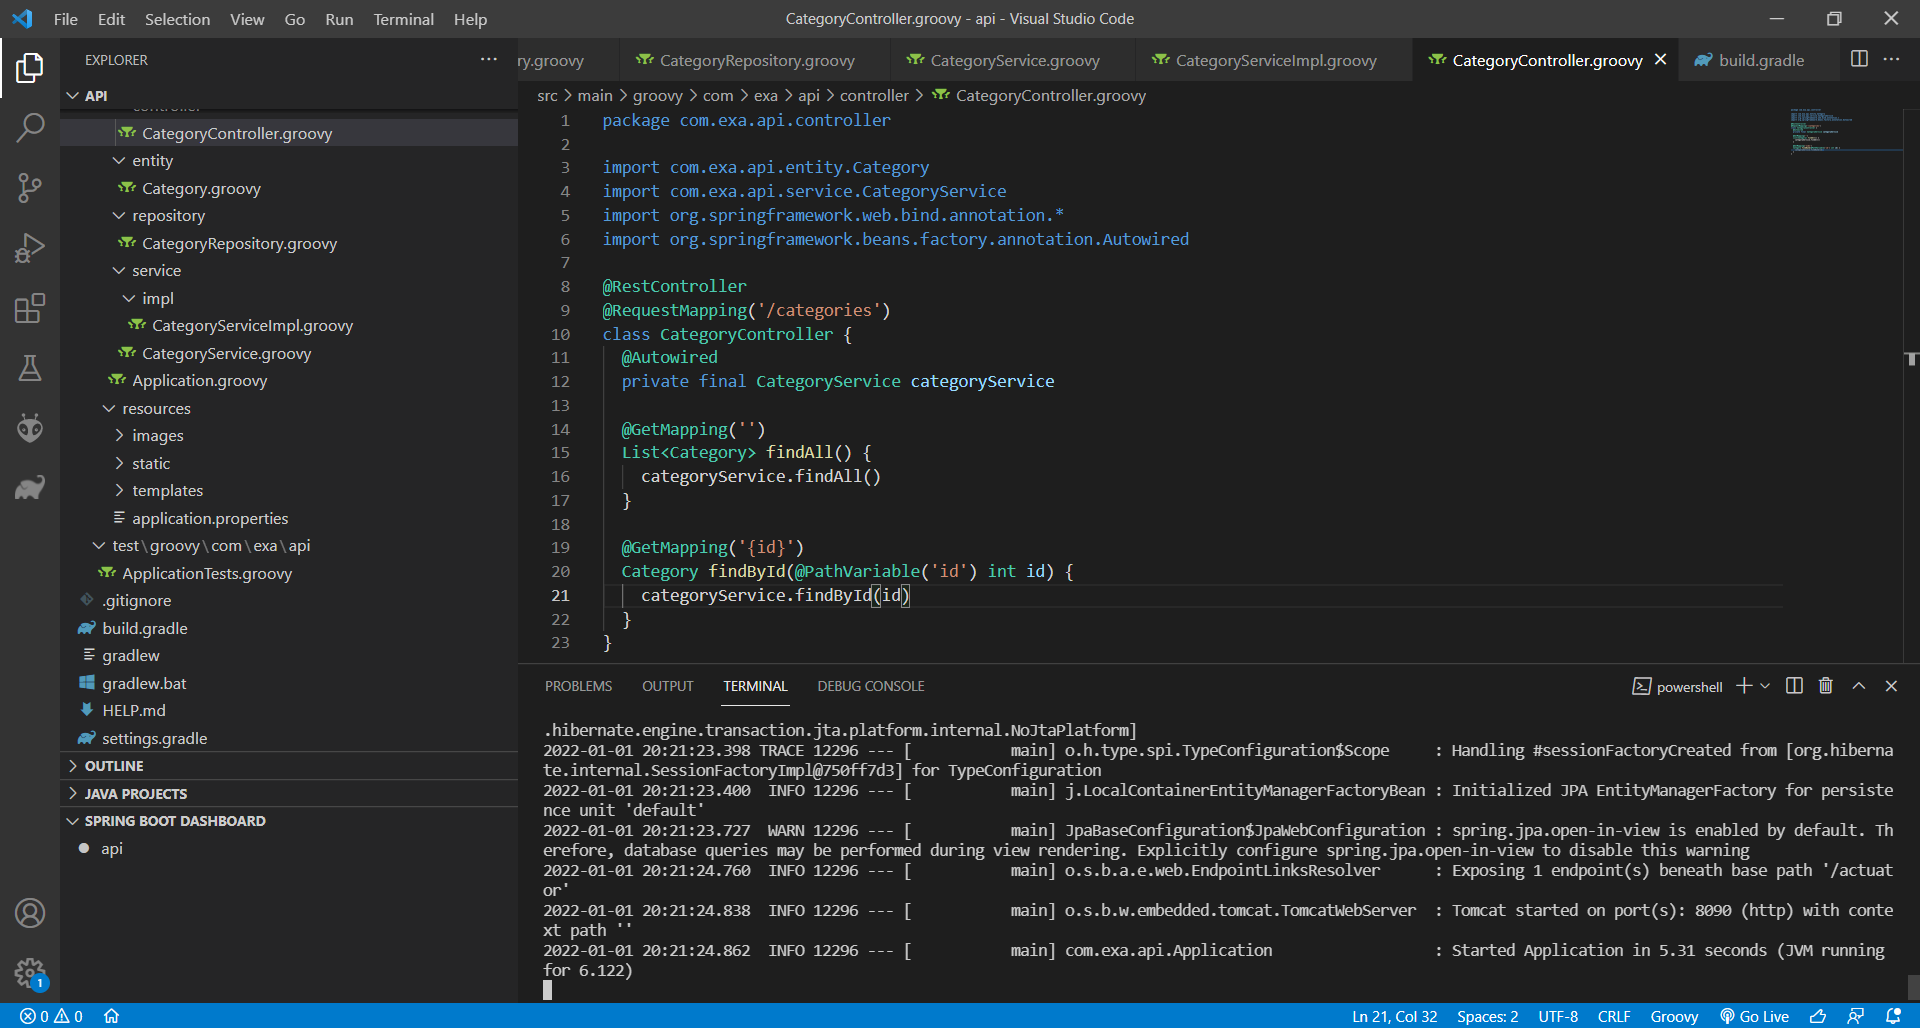 File Edit Selection View Go Run Terminal Help
CategoryController.groovy - api - Visual Studio Code
EXPLORER
API
CategoryController.groovy
entity
Category.groovy
repository
CategoryRepository.groovy
service
impl
CategoryServiceImpl.groovy
CategoryService.groovy
Application.groovy
resources
images
static
templates
application.properties
test\groovy\com\exa\api
ApplicationTests.groovy
.gitignore
build.gradle
gradlew
gradlew.bat
HELP.md
settings.gradle
OUTLINE
JAVA PROJECTS
SPRING BOOT DASHBOARD
api
1
ry.groovy CategoryRepository.groovy CategoryService.groovy CategoryServiceImpl.groovy CategoryController.groovy build.gradle
src > main > groovy > com > exa > api > controller > CategoryController.groovy
1 package com.exa.api.controller
2
3 import com.exa.api.entity.Category
4 import com.exa.api.service.CategoryService
5 import org.springframework.web.bind.annotation.*
6 import org.springframework.beans.factory.annotation.Autowired
7
8 @RestController
9 @RequestMapping('/categories')
10 class CategoryController {
11 @Autowired
12 private final CategoryService categoryService
13
14 @GetMapping('')
15 List<Category> findAll() {
16 categoryService.findAll()
17 }
18
19 @GetMapping('{id}')
20 Category findById(@PathVariable('id') int id) {
21 categoryService.findById(id)
22 }
23 }
PROBLEMS OUTPUT TERMINAL DEBUG CONSOLE
powershell
.hibernate.engine.transaction.jta.platform.internal.NoJtaPlatform]
2022-01-01 20:21:23.398 TRACE 12296 --- [           main] o.h.type.spi.TypeConfiguration$Scope     : Handling #sessionFactoryCreated from [org.hiberna
te.internal.SessionFactoryImpl@750ff7d3] for TypeConfiguration
2022-01-01 20:21:23.400  INFO 12296 --- [           main] j.LocalContainerEntityManagerFactoryBean : Initialized JPA EntityManagerFactory for persiste
nce unit 'default'
2022-01-01 20:21:23.727  WARN 12296 --- [           main] JpaBaseConfiguration$JpaWebConfiguration : spring.jpa.open-in-view is enabled by default. Th
erefore, database queries may be performed during view rendering. Explicitly configure spring.jpa.open-in-view to disable this warning
2022-01-01 20:21:24.760  INFO 12296 --- [           main] o.s.b.a.e.web.EndpointLinksResolver      : Exposing 1 endpoint(s) beneath base path '/actuat
or'
2022-01-01 20:21:24.838  INFO 12296 --- [           main] o.s.b.w.embedded.tomcat.TomcatWebServer  : Tomcat started on port(s): 8090 (http) with conte
xt path ''
2022-01-01 20:21:24.862  INFO 12296 --- [           main] com.exa.api.Application                  : Started Application in 5.31 seconds (JVM running
for 6.122)
0 0 Ln 21, Col 32 Spaces: 2 UTF-8 CRLF Groovy Go Live